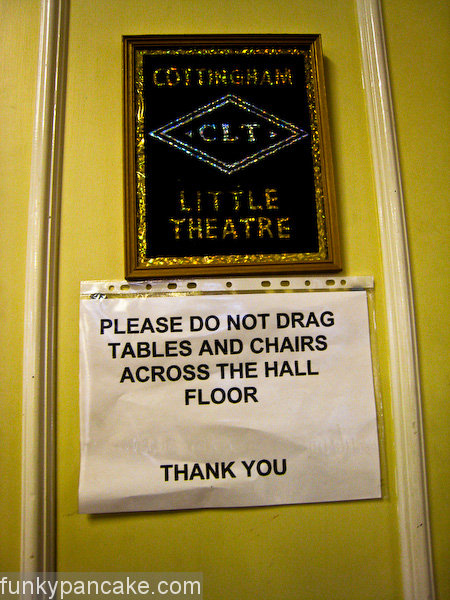 COTTINGHAM
CLT
LITTLE
THEATRE
PLEASE DO NOT DRAG
TABLES AND CHAIRS
ACROSS THE HALL
FLOOR
THANK YOU
funkypancake.com